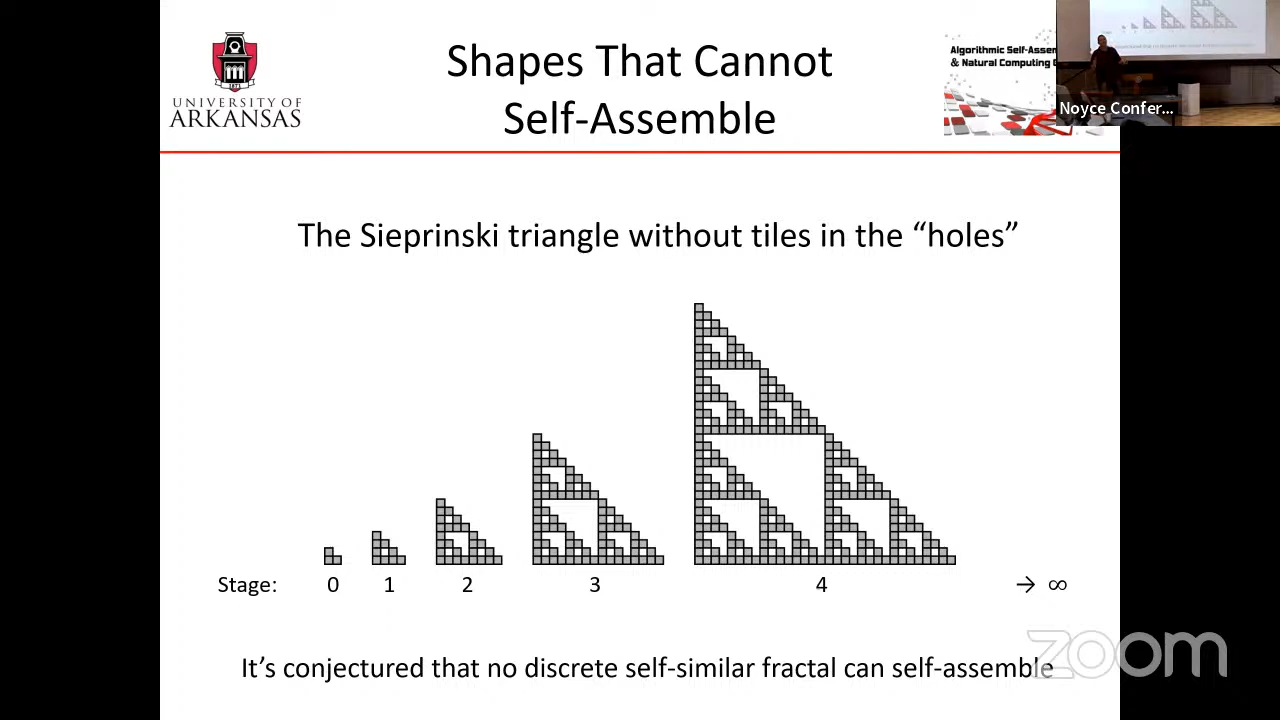 Shapes That Cannot
Self-Assemble
UNIVERSITY OF
ARKANSAS
1871
Algorithmic Self-Assem
& Natural Computing
Noyce Confer...
The Sieprinski triangle without tiles in the “holes”
Stage: 0 1 2 3 4 → ∞
It’s conjectured that no discrete self-similar fractal can self-assemble
zoom